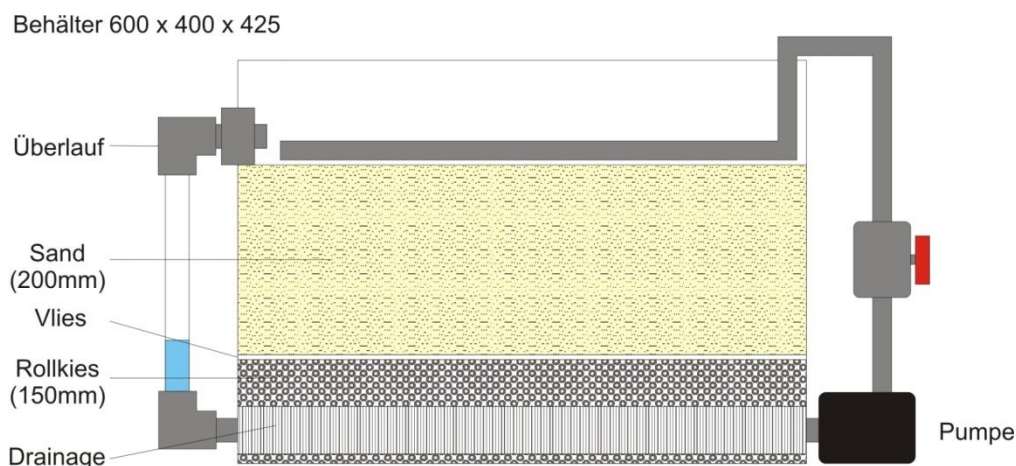 Behälter 600 x 400 x 425
Überlauf
Sand
(200mm)
Vlies
Rollkies
(150mm)
Drainage
Pumpe